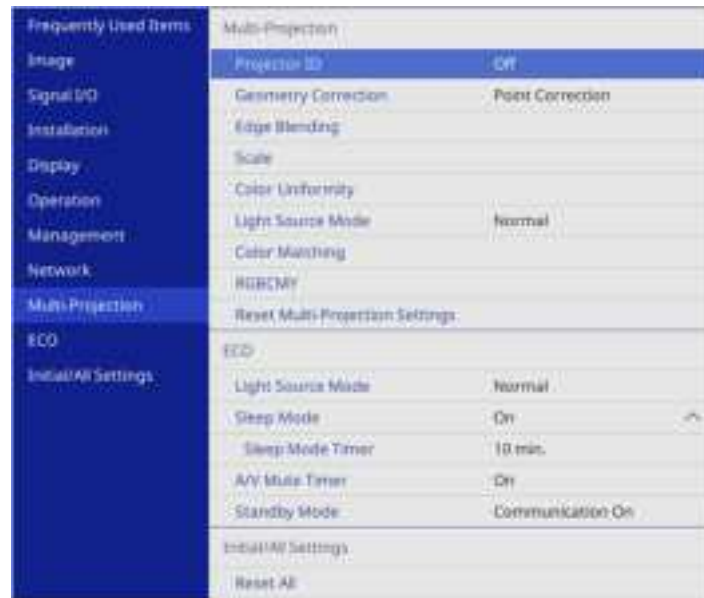 Frequently Used Items
Image
Signal I/O
Installation
Display
Operation
Management
Network
Multi-Projection
ECO
Initial/All Settings
Multi-Projection
Projector ID Off
Geometry Correction Point Correction
Edge Blending
Scale
Color Uniformity
Light Source Mode Normal
Color Matching
RGBCMY
Reset Multi-Projection Settings
ECO
Light Source Mode Normal
Sleep Mode On
Sleep Mode Timer 10 min.
A/V Mute Timer On
Standby Mode Communication On
Initial/All Settings
Reset All